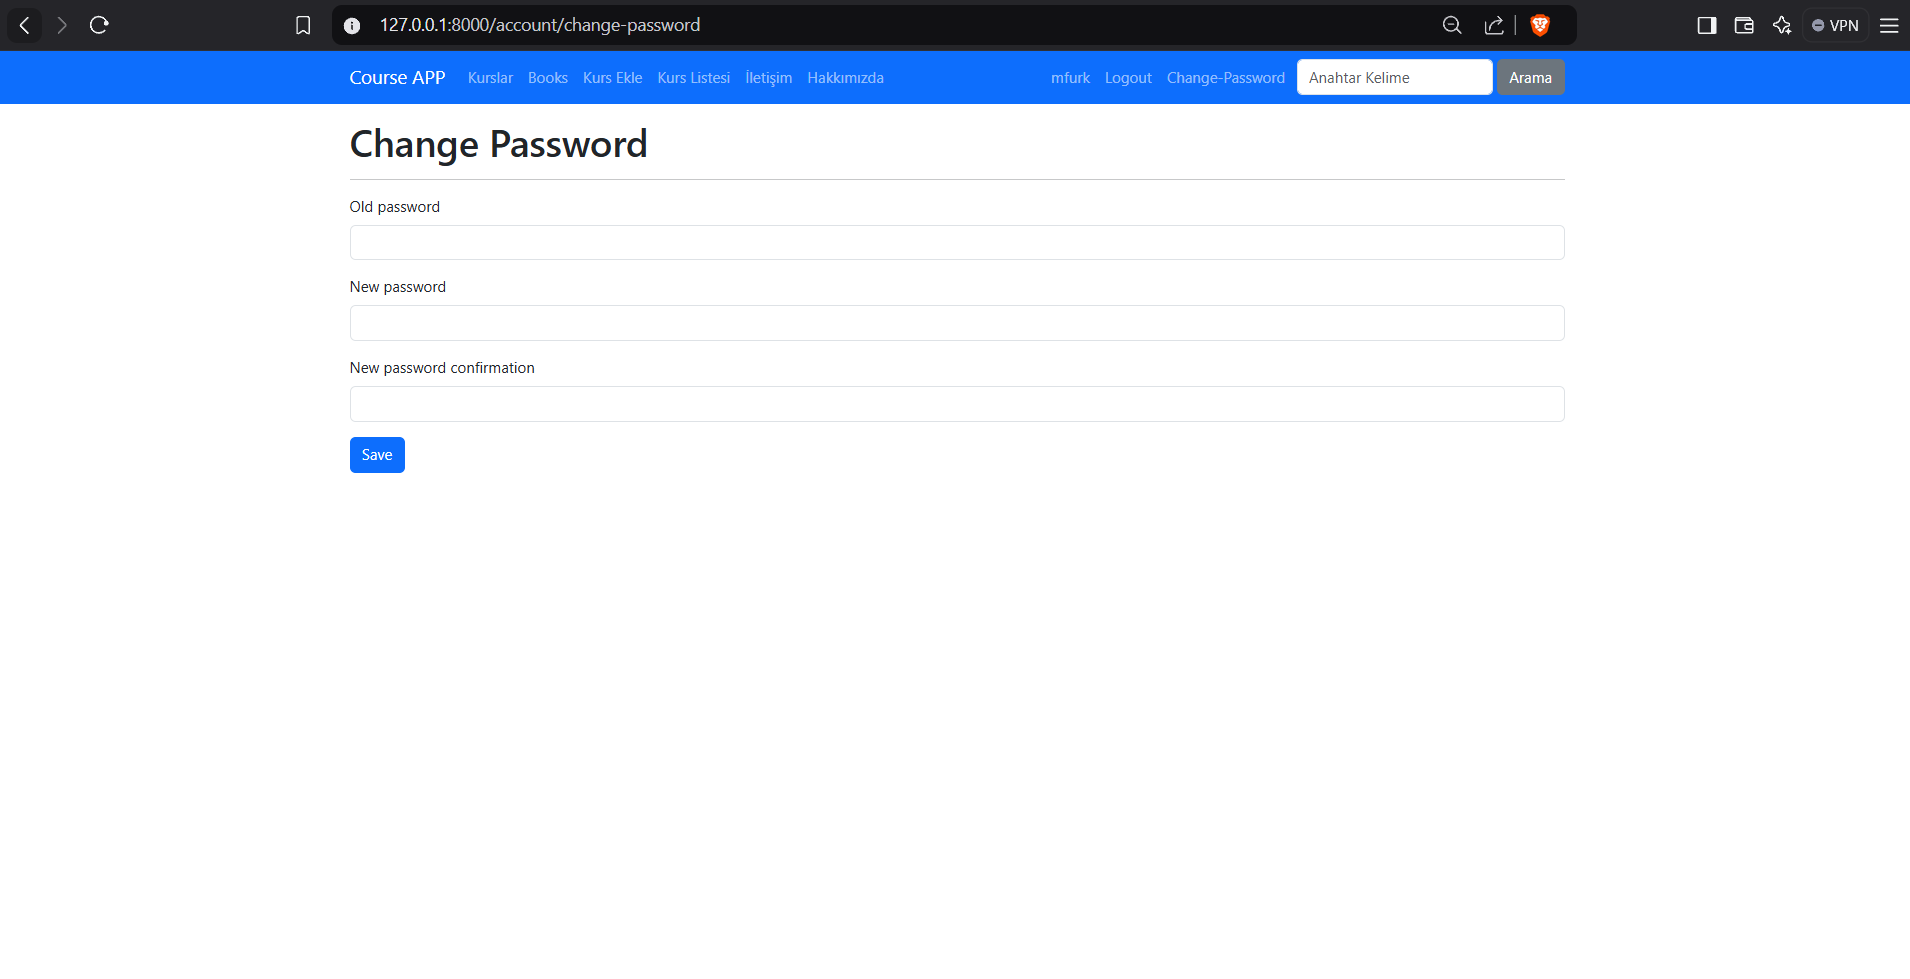 127.0.0.1:8000/account/change-password
VPN
Course APP Kurslar Books Kurs Ekle Kurs Listesi İletişim Hakkımızda mfurk Logout Change-Password Anahtar Kelime Arama
Change Password
Old password
New password
New password confirmation
Save